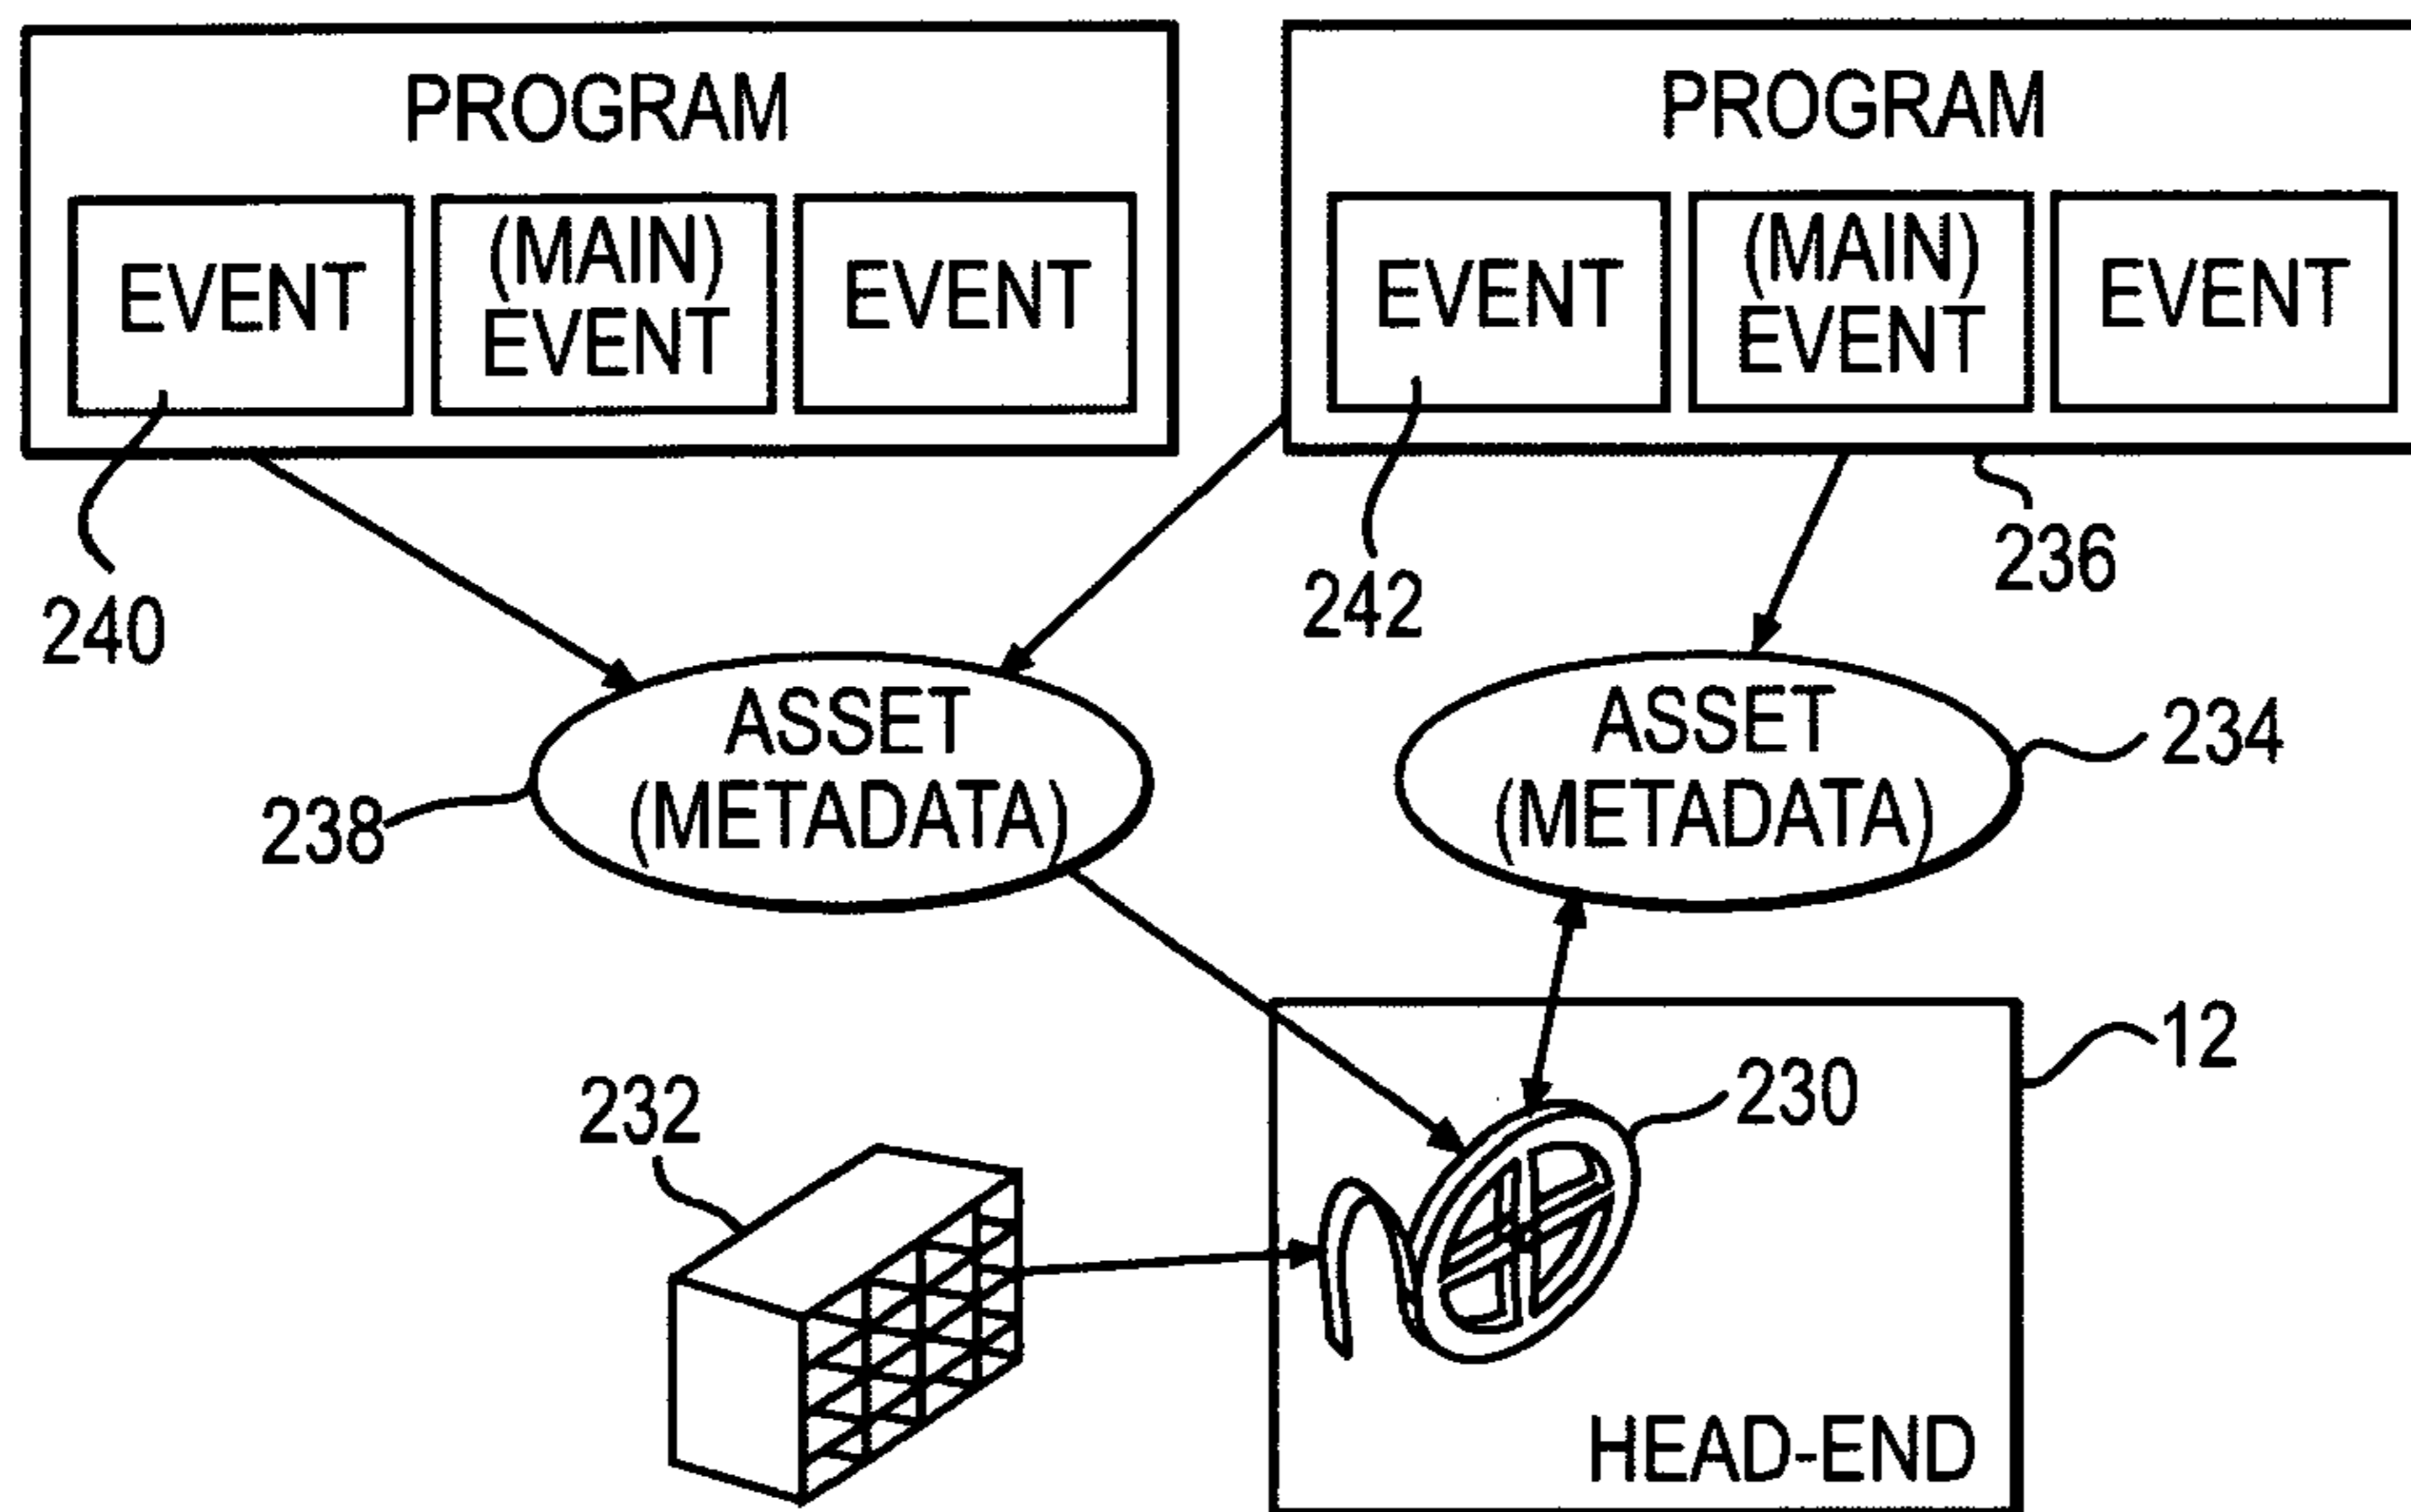 PROGRAM
EVENT
(MAIN)
EVENT
EVENT
240
PROGRAM
EVENT
(MAIN)
EVENT
EVENT
242
236
ASSET
(METADATA)
238
ASSET
(METADATA)
234
232
12
230
HEAD-END